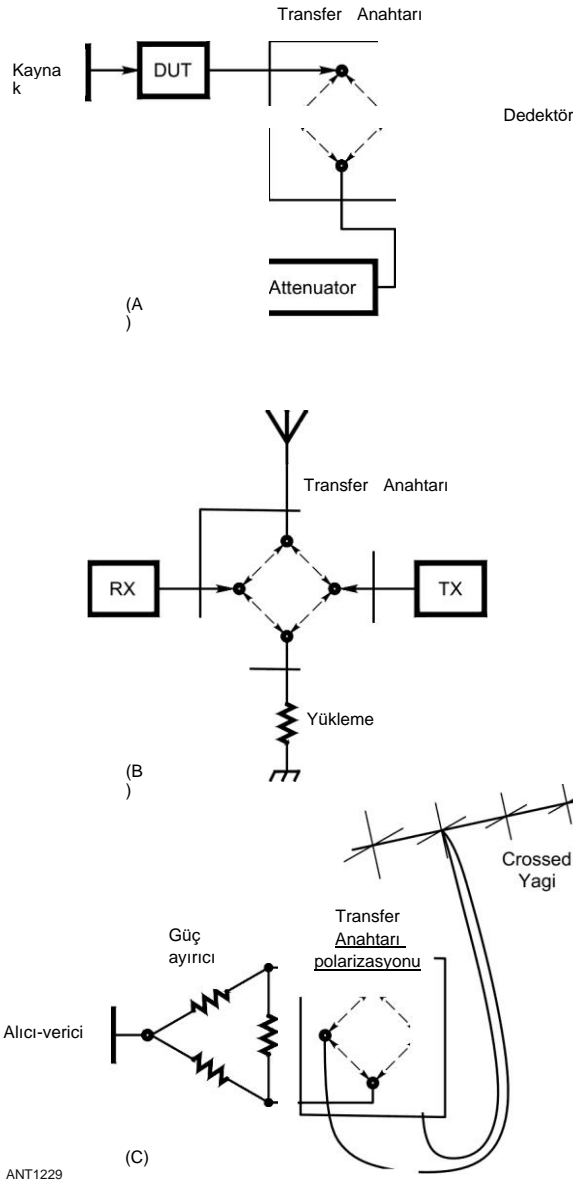 Transfer Anahtarı
Kayna
k
DUT
Dedektör
Attenuator
(A
)
Transfer Anahtarı
RX
TX
Yükleme
(B
)
Crossed
Yagi
Transfer
Anahtarı
polarizasyonu
Güç
ayırıcı
Alıcı-verici
(C)
ANT1229